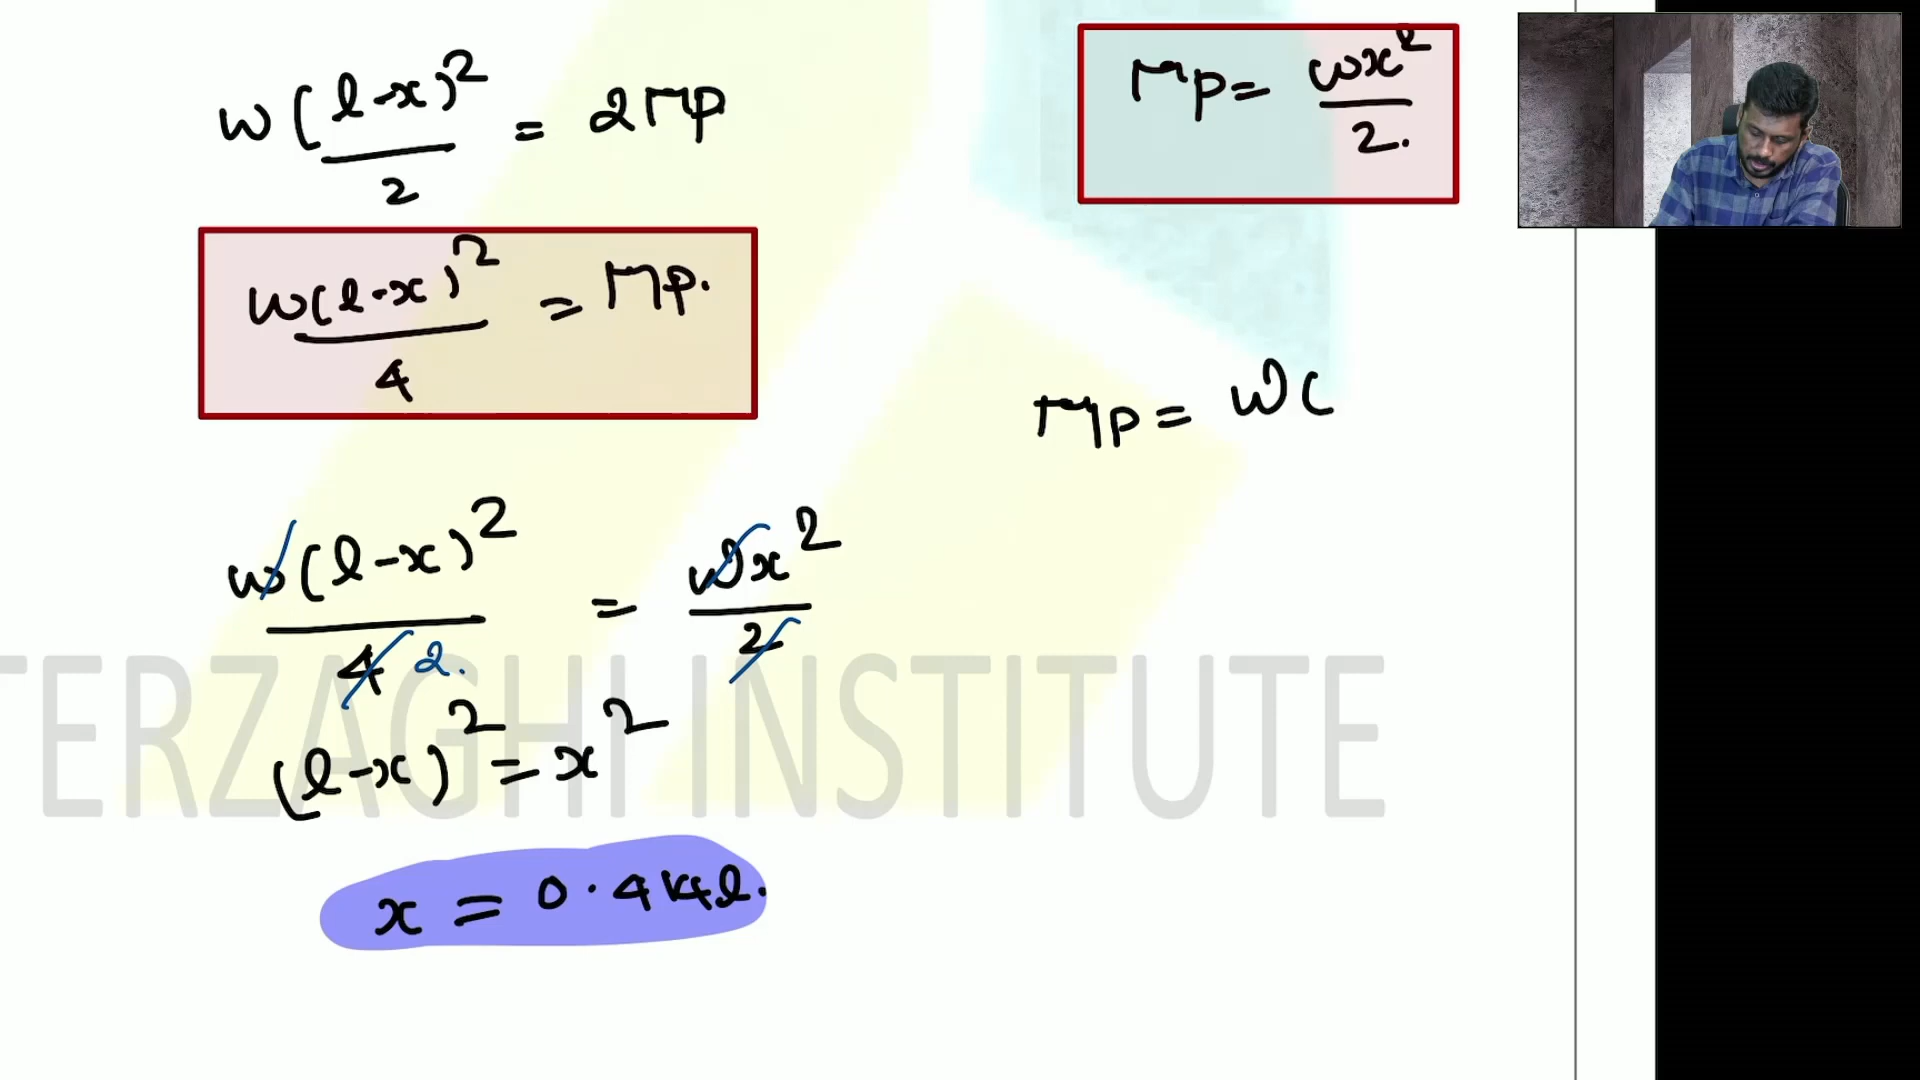 w(l-x)²/2 = 2Mp
w(l-x)²/4 = Mp.
w(l-x)²/4 2. = wx²/2
(l-x)² = x²
x = 0.414l.
Mp = wx²/2.
Mp = w(
TERZAGHI INSTITUTE